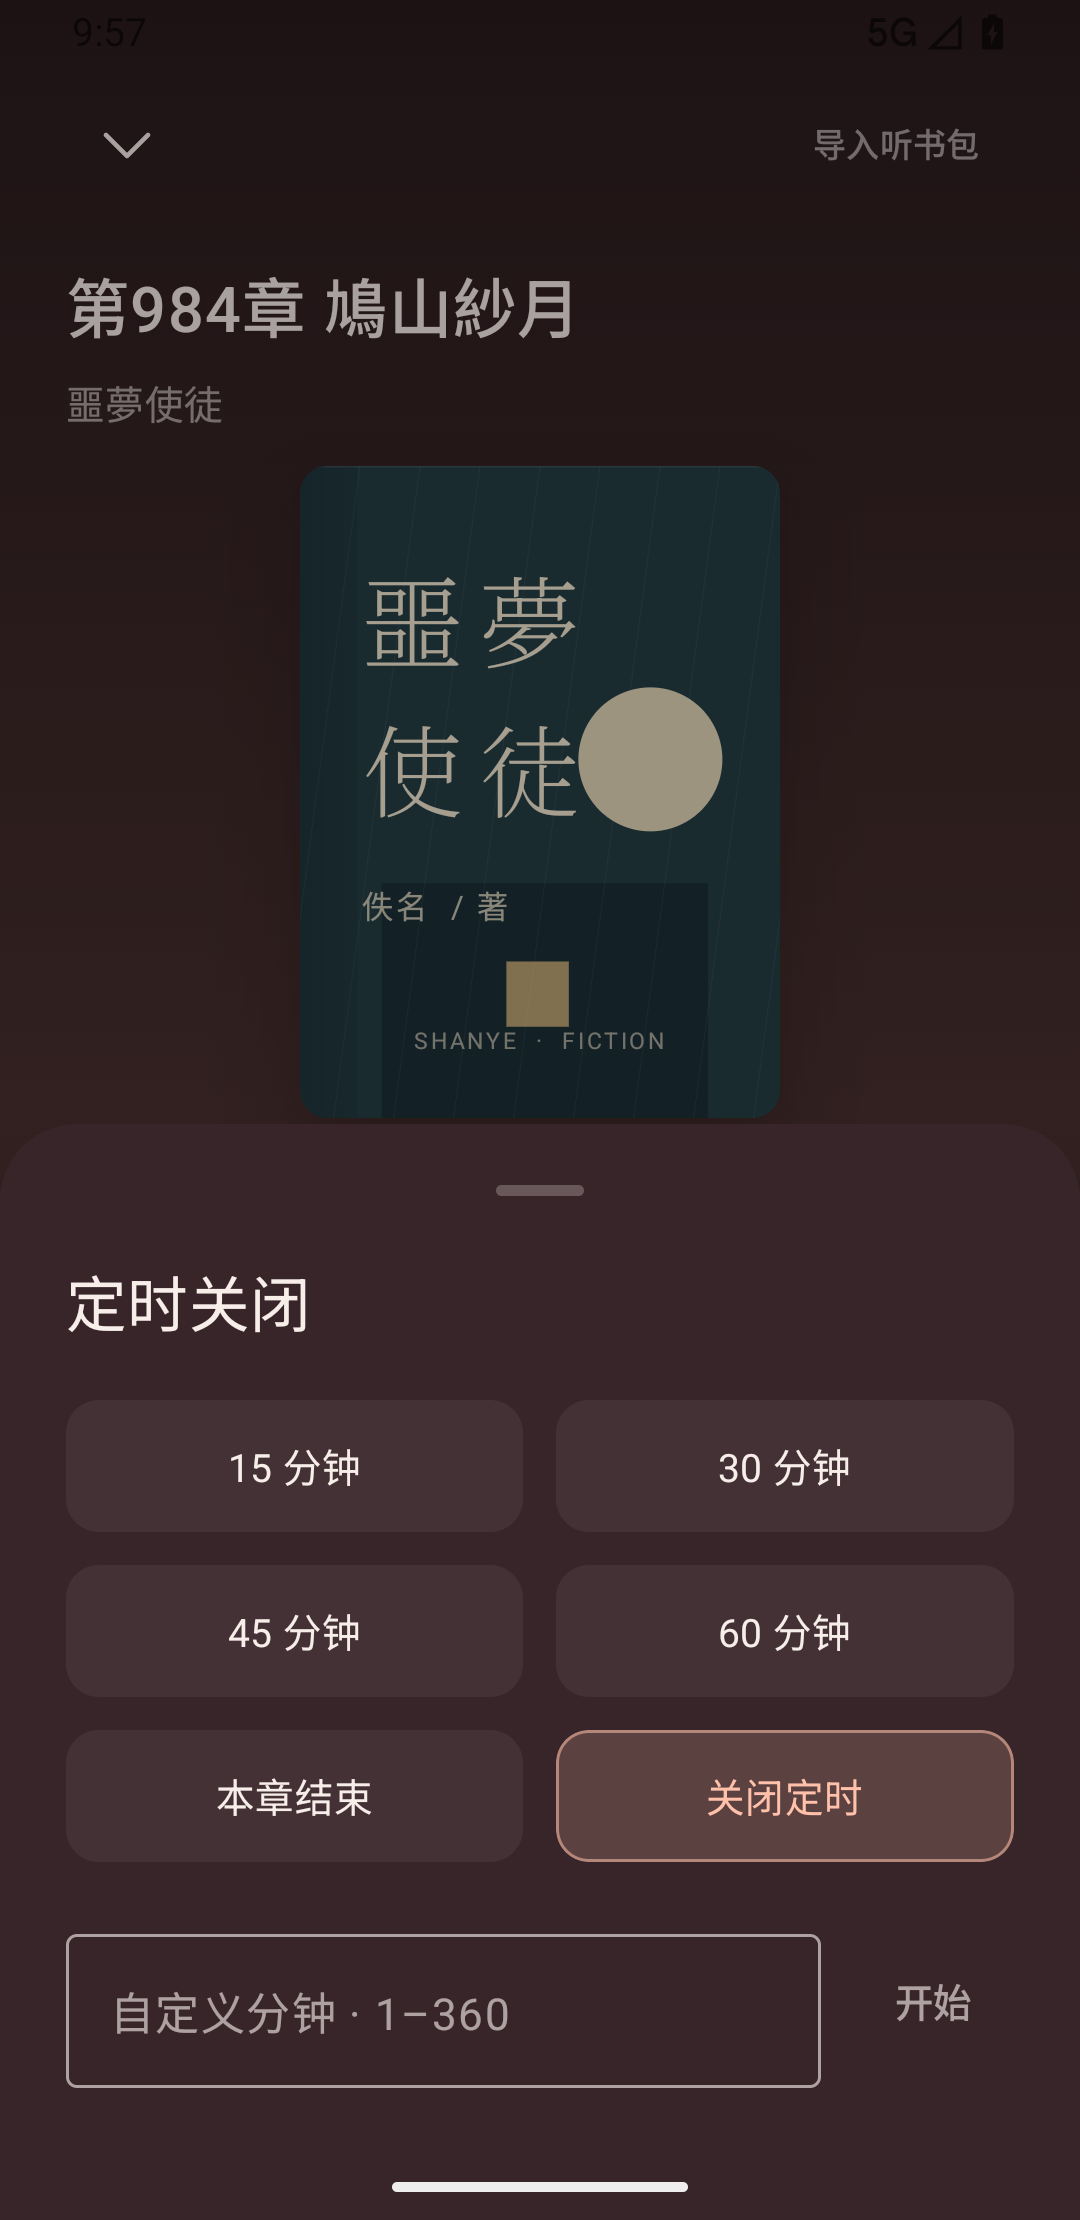 9:57
5G
导入听书包
第984章 鳩山紗月
噩夢使徒
噩夢
使徒
佚名 / 著
SHANYE · FICTION
定时关闭
15 分钟
30 分钟
45 分钟
60 分钟
本章结束
关闭定时
自定义分钟 · 1–360
开始